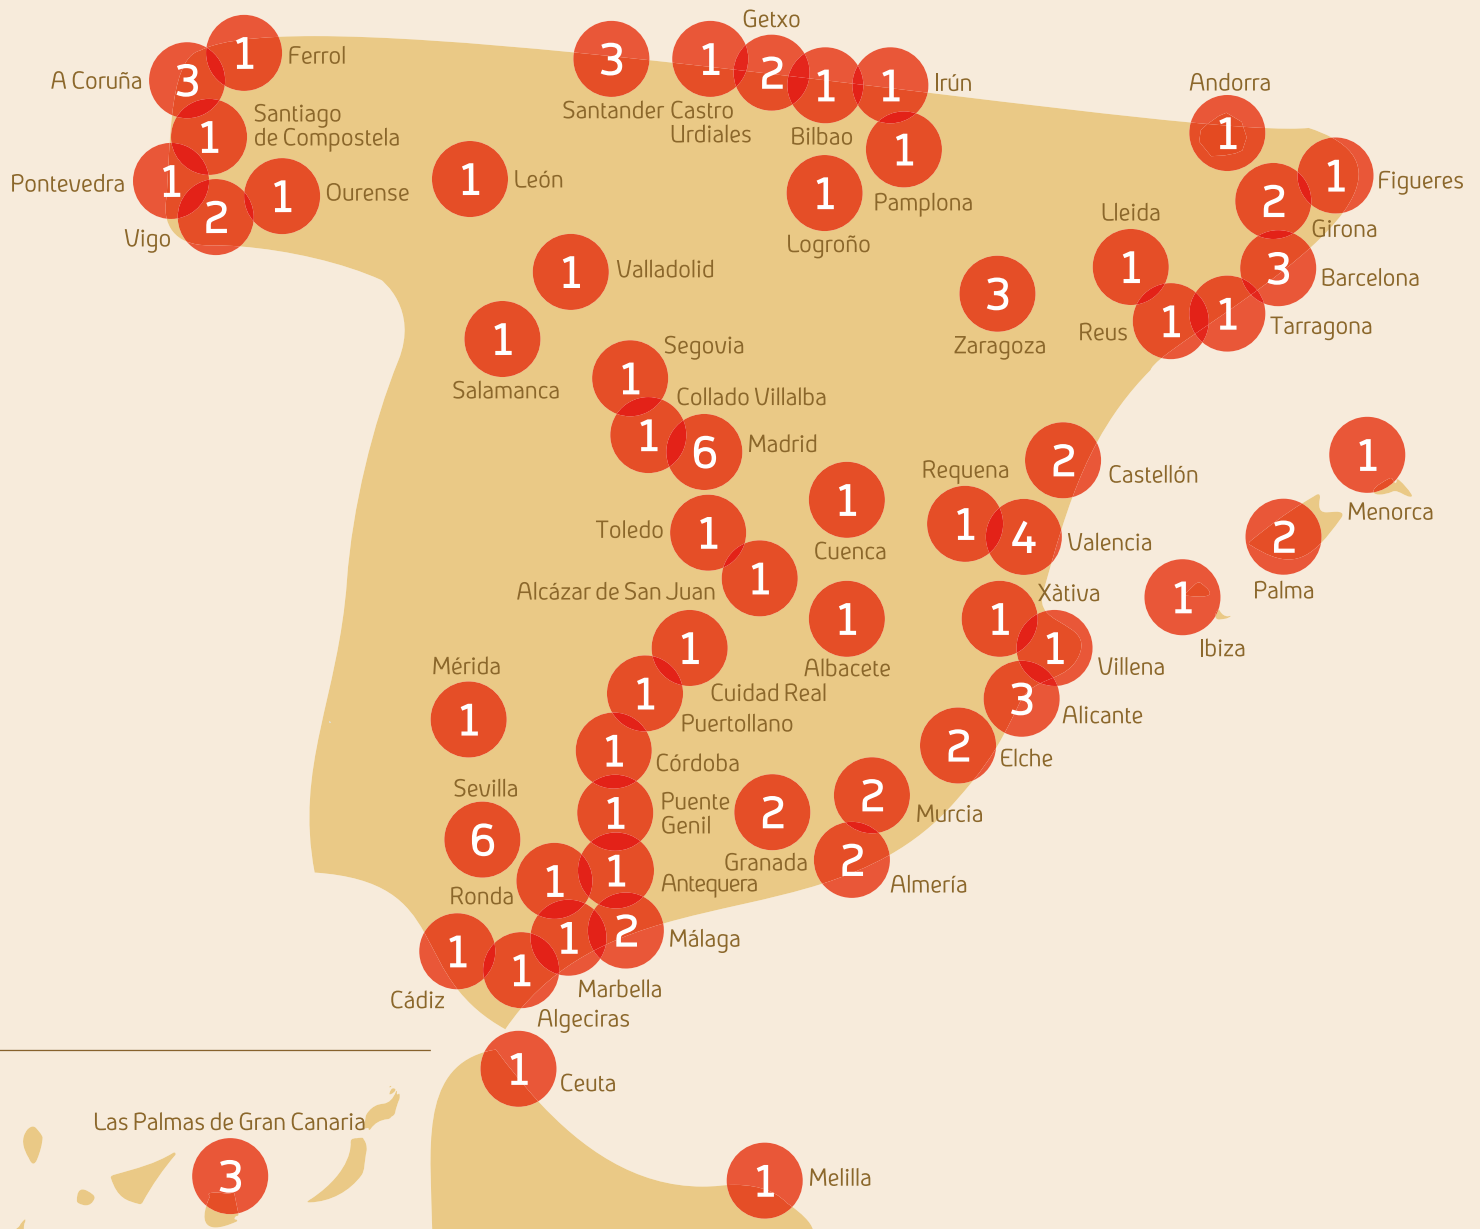 Getxo
1
Ferrol
A Coruña
3
3
1
2
1
1
Irún
Santander
Castro
Urdiales
Bilbao
Andorra
1
Santiago
de Compostela
1
1
Pamplona
Pontevedra
1
1
Ourense
2
Vigo
1
León
1
Logroño
1
Figueres
2
Girona
Lleida
1
3
Barcelona
1
Valladolid
3
Zaragoza
Reus
1
1
Tarragona
1
Salamanca
Segovia
1
Collado Villalba
1
6
Madrid
2
Castellón
1
Menorca
Requena
1
4
Valencia
1
Cuenca
2
Palma
Toledo
1
Alcázar de San Juan
1
1
Ibiza
1
Albacete
Xàtiva
1
1
Villena
1
Cuidad Real
Mérida
1
1
Puertollano
3
Alicante
1
Córdoba
2
Elche
Sevilla
6
1
Puente
Genil
2
Granada
2
Murcia
2
Almería
Ronda
1
1
Antequera
1
Cádiz
1
1
Marbella
2
Málaga
Algeciras
1
Ceuta
Las Palmas de Gran Canaria
3
1
Melilla